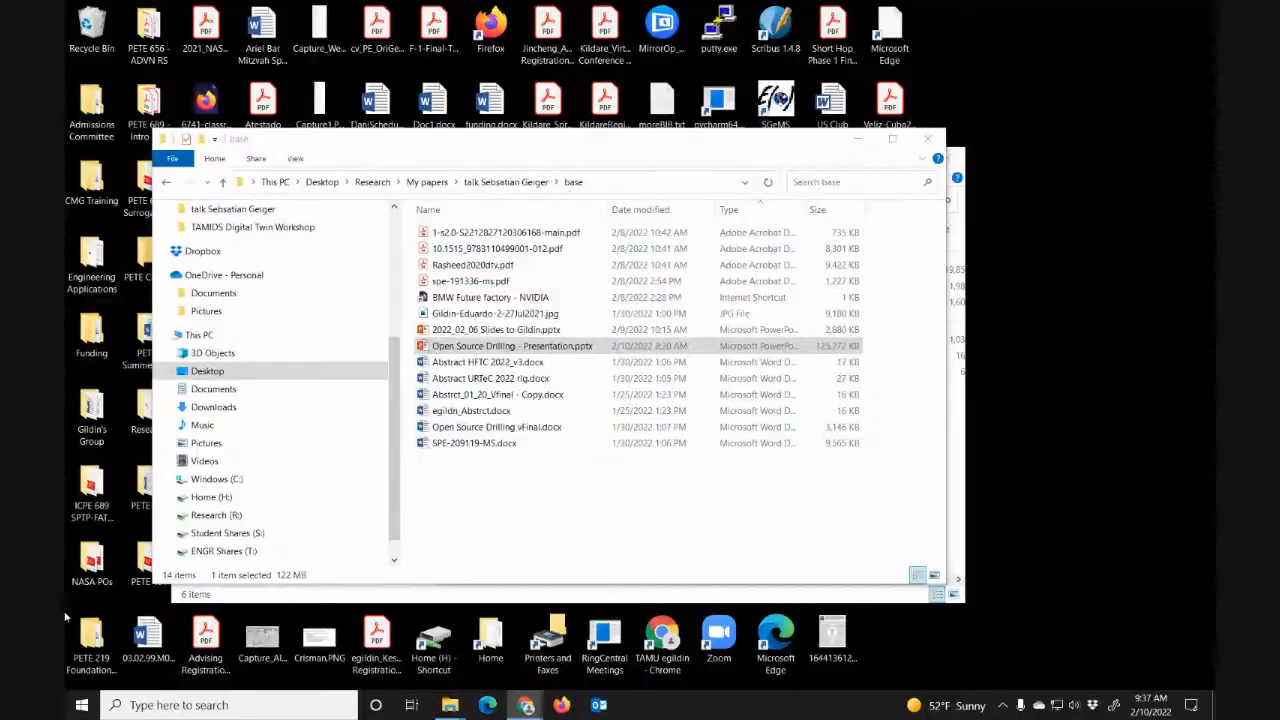 Recycle Bin
PETE 656 - ADVN RS
2021_NAS...
Ariel Bar Mitzvah Sp...
Capture_We...
cv_PE_OriGe...
F-1-Final-T...
Firefox
Jincheng_A... Registration...
Kildare_Virt... Conference ...
MirrorOp_...
putty.exe
Scribus 1.4.8
Short Hop Phase 1 Fin...
Microsoft Edge
Admissions Committee
PETE 689 - Intro
6741-classr...
Atestado
Capture1.P...
DaniSchedu...
Doc1.docx
funding.docx
Kildare_Spr...
KildareRegi...
moreBIB.txt
pycharm64...
SGeMS
US Club
Veliz-Cuba2...
base
File
Home
Share
View
This PC
Desktop
Research
My papers
talk Sebsatian Geiger
base
Search base
talk Sebsatian Geiger
TAMIDS Digital Twin Workshop
Dropbox
OneDrive - Personal
Documents
Pictures
This PC
3D Objects
Desktop
Documents
Downloads
Music
Pictures
Videos
Windows (C:)
Home (H:)
Research (R:)
Student Shares (S:)
ENGR Shares (T:)
Name Date modified Type Size
1-s2.0-S2212827120306168-main.pdf 2/8/2022 10:42 AM Adobe Acrobat D... 735 KB
10.1515_9783110499001-012.pdf 2/8/2022 10:41 AM Adobe Acrobat D... 8,301 KB
Rasheed2020dtv.pdf 2/8/2022 10:41 AM Adobe Acrobat D... 9,422 KB
spe-191336-ms.pdf 2/8/2022 2:54 PM Adobe Acrobat D... 1,227 KB
BMW Future factory - NVIDIA 2/8/2022 2:28 PM Internet Shortcut 1 KB
Gildin-Eduardo-2-27Jul2021.jpg 1/30/2022 1:00 PM JPG File 9,180 KB
2022_02_06 Slides to Gildin.pptx 2/9/2022 10:15 AM Microsoft PowerPo... 2,880 KB
Open Source Drilling - Presentation.pptx 2/10/2022 8:30 AM Microsoft PowerPo... 125,272 KB
Abstract HFTC 2022_v3.docx 1/30/2022 1:06 PM Microsoft Word D... 17 KB
Abstract URTeC 2022 rig.docx 1/30/2022 1:05 PM Microsoft Word D... 27 KB
Abstrct_01_20_Vfinal - Copy.docx 1/25/2022 1:23 PM Microsoft Word D... 16 KB
egildn_Abstrct.docx 1/25/2022 1:23 PM Microsoft Word D... 16 KB
Open Source Drilling vFinal.docx 1/30/2022 1:07 PM Microsoft Word D... 3,146 KB
SPE-209119-MS.docx 1/30/2022 1:06 PM Microsoft Word D... 9,565 KB
14 items 1 item selected 122 MB
6 items
CMG Training
PETE 6
Surrog
Engineering Applications
PETE C
Funding
PETE
Summe
Gildin's Group
Resea
ICPE 689 SPTP-FAT...
PETE
NASA POs
PETE
PETE 219 Foundation...
03.02.99.M0...
Advising Registratio...
Capture_Al...
Crisman.PNG
egildin_Kes... Registratio...
Home (H) - Shortcut
Home
Printers and Faxes
RingCentral Meetings
TAMU egildin - Chrome
Zoom
Microsoft Edge
164413612...
Type here to search
52°F Sunny
9:37 AM
2/10/2022